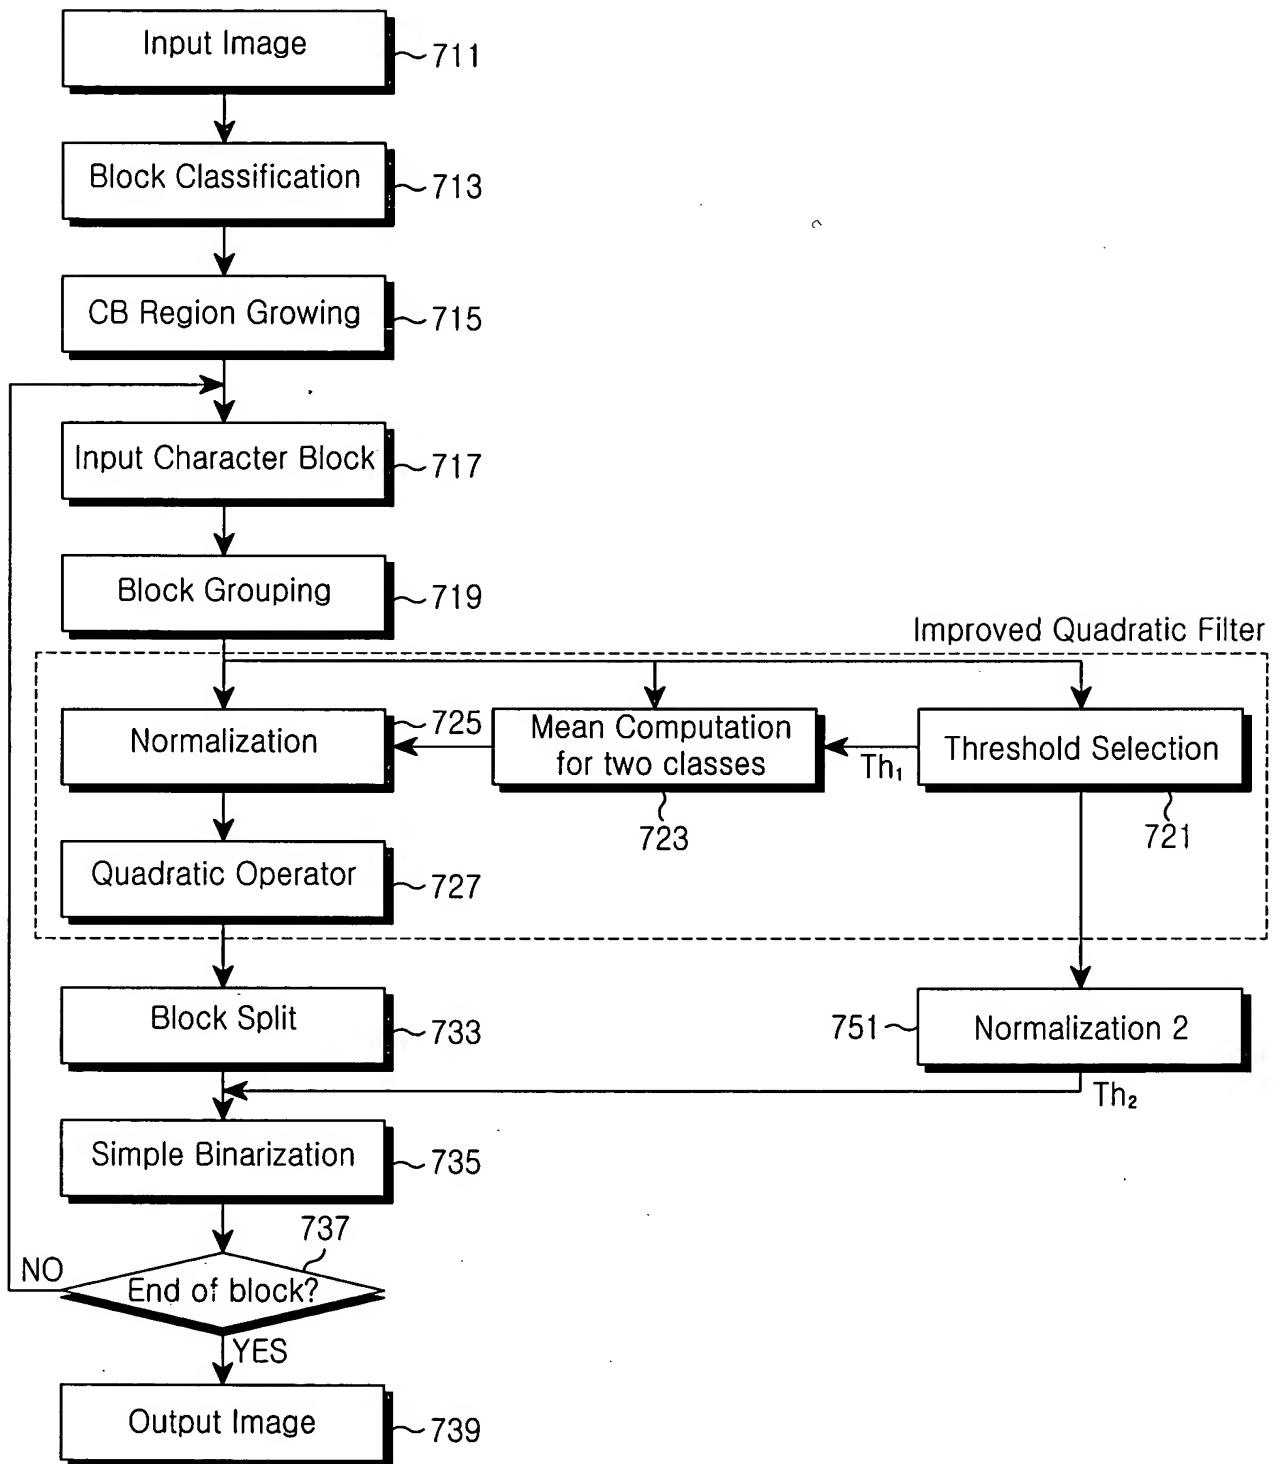 Input Image
711
Block Classification
713
CB Region Growing
715
Input Character Block
717
Block Grouping
719
Improved Quadratic Filter
Normalization
725
Mean Computation
for two classes
723
Th₁
Threshold Selection
721
Quadratic Operator
727
Block Split
733
751
Normalization 2
Th₂
Simple Binarization
735
737
NO
End of block?
YES
Output Image
739